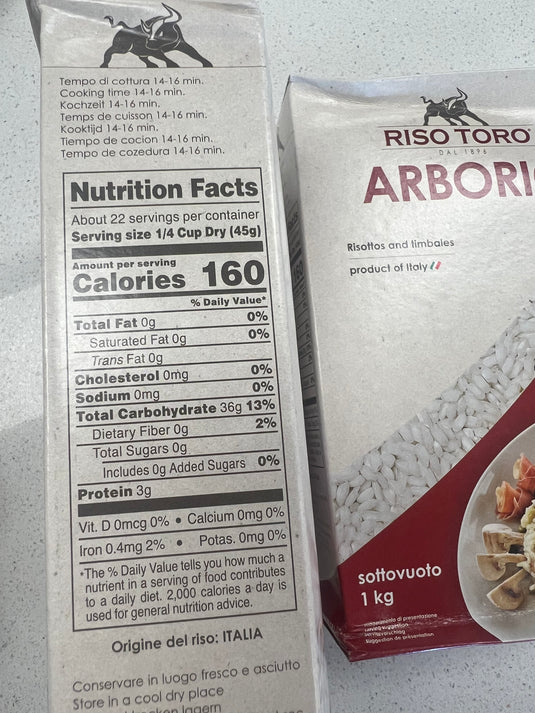 Tempo di cottura 14-16 min.
Cooking time 14-16 min.
Kochzeit 14-16 min.
Temps de cuisson 14-16 min.
Kooktijd 14-16 min.
Tiempo de cocion 14-16 min.
Tempo de cozedura 14-16 min.
Nutrition Facts
About 22 servings per container
Serving size 1/4 Cup Dry (45g)
Amount per serving
Calories 160
% Daily Value*
Total Fat 0g 0%
Saturated Fat 0g 0%
Trans Fat 0g
Cholesterol 0mg 0%
Sodium 0mg 0%
Total Carbohydrate 36g 13%
Dietary Fiber 0g 2%
Total Sugars 0g
Includes 0g Added Sugars 0%
Protein 3g
Vit. D 0mcg 0% • Calcium 0mg 0%
Iron 0.4mg 2% • Potas. 0mg 0%
*The % Daily Value tells you how much a
nutrient in a serving of food contributes
to a daily diet. 2,000 calories a day is
used for general nutrition advice.
Origine del riso: ITALIA
Conservare in luogo fresco e asciutto
Store in a cool dry place
lagern
RISO TORO
DAL 1896
ARBORI
Risottos and timbales
product of Italy
sottovuoto
1 kg
Suggestion de présentation